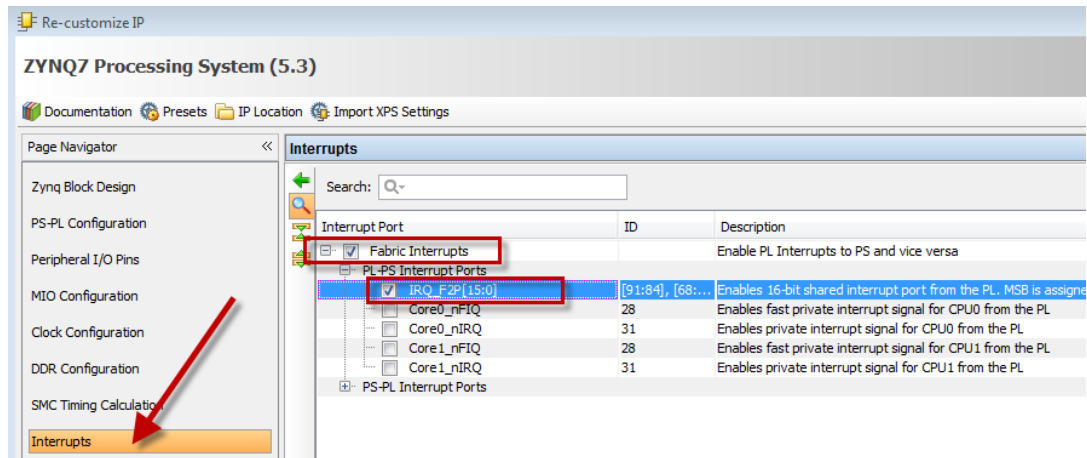 Re-customize IP
ZYNQ7 Processing System (5.3)
Documentation Presets IP Location Import XPS Settings
Page Navigator «
Zynq Block Design
PS-PL Configuration
Peripheral I/O Pins
MIO Configuration
Clock Configuration
DDR Configuration
SMC Timing Calculation
Interrupts
Interrupts
Search:
Interrupt Port ID Description
Fabric Interrupts Enable PL Interrupts to PS and vice versa
PL-PS Interrupt Ports
IRQ_F2P[15:0] [91:84], [68:... Enables 16-bit shared interrupt port from the PL. MSB is assigne
Core0_nFIQ 28 Enables fast private interrupt signal for CPU0 from the PL
Core0_nIRQ 31 Enables private interrupt signal for CPU0 from the PL
Core1_nFIQ 28 Enables fast private interrupt signal for CPU1 from the PL
Core1_nIRQ 31 Enables private interrupt signal for CPU1 from the PL
PS-PL Interrupt Ports